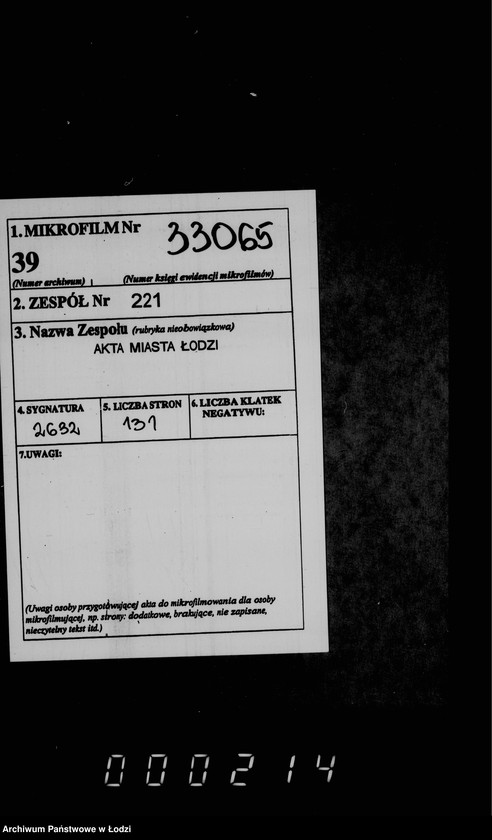 1. MIKROFILM Nr 33065
39
(Numer archiwum) (Numer księgi ewidencji mikrofilmów)
2. ZESPÓŁ Nr 221
3. Nazwa Zespołu (rubryka nieobowiązkowa)
AKTA MIASTA ŁODZI
4. SYGNATURA 5. LICZBA STRON 6. LICZBA KLATEK
NEGATYWU:
2632 131
7.UWAGI:
(Uwagi osoby przygotowującej akta do mikrofilmowania dla osoby
mikrofilmującej, np. strony: dodatkowe, brakujące, nie zapisane,
nieczytelny tekst itd.)
000214
Archiwum Państwowe w Łodzi